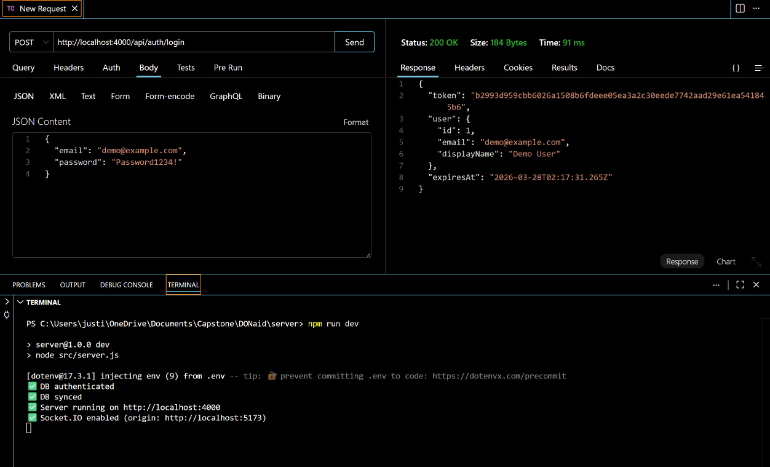 TC New Request ×
POST http://localhost:4000/api/auth/login Send
Query Headers Auth Body Tests Pre Run
JSON XML Text Form Form-encode GraphQL Binary
JSON Content Format
1 {
2 "email": "demo@example.com",
3 "password": "Password1234!"
4 }
Status: 200 OK Size: 184 Bytes Time: 91 ms
Response Headers Cookies Results Docs {}
1 {
2 "token": "b2993d959cbb6026a1508b6fdeee05ea3a2c30eede7742aad29e61ea54184
5b6",
3 "user": {
4 "id": 1,
5 "email": "demo@example.com",
6 "displayName": "Demo User"
7 },
8 "expiresAt": "2026-03-28T02:17:31.265Z"
9 }
Response Chart
PROBLEMS OUTPUT DEBUG CONSOLE TERMINAL
TERMINAL
PS C:\Users\justi\OneDrive\Documents\Capstone\DONaid\server> npm run dev
> server@1.0.0 dev
> node src/server.js
[dotenv@17.3.1] injecting env (9) from .env -- tip: 🔐 prevent committing .env to code: https://dotenvx.com/precommit
✅ DB authenticated
✅ DB synced
✅ Server running on http://localhost:4000
✅ Socket.IO enabled (origin: http://localhost:5173)